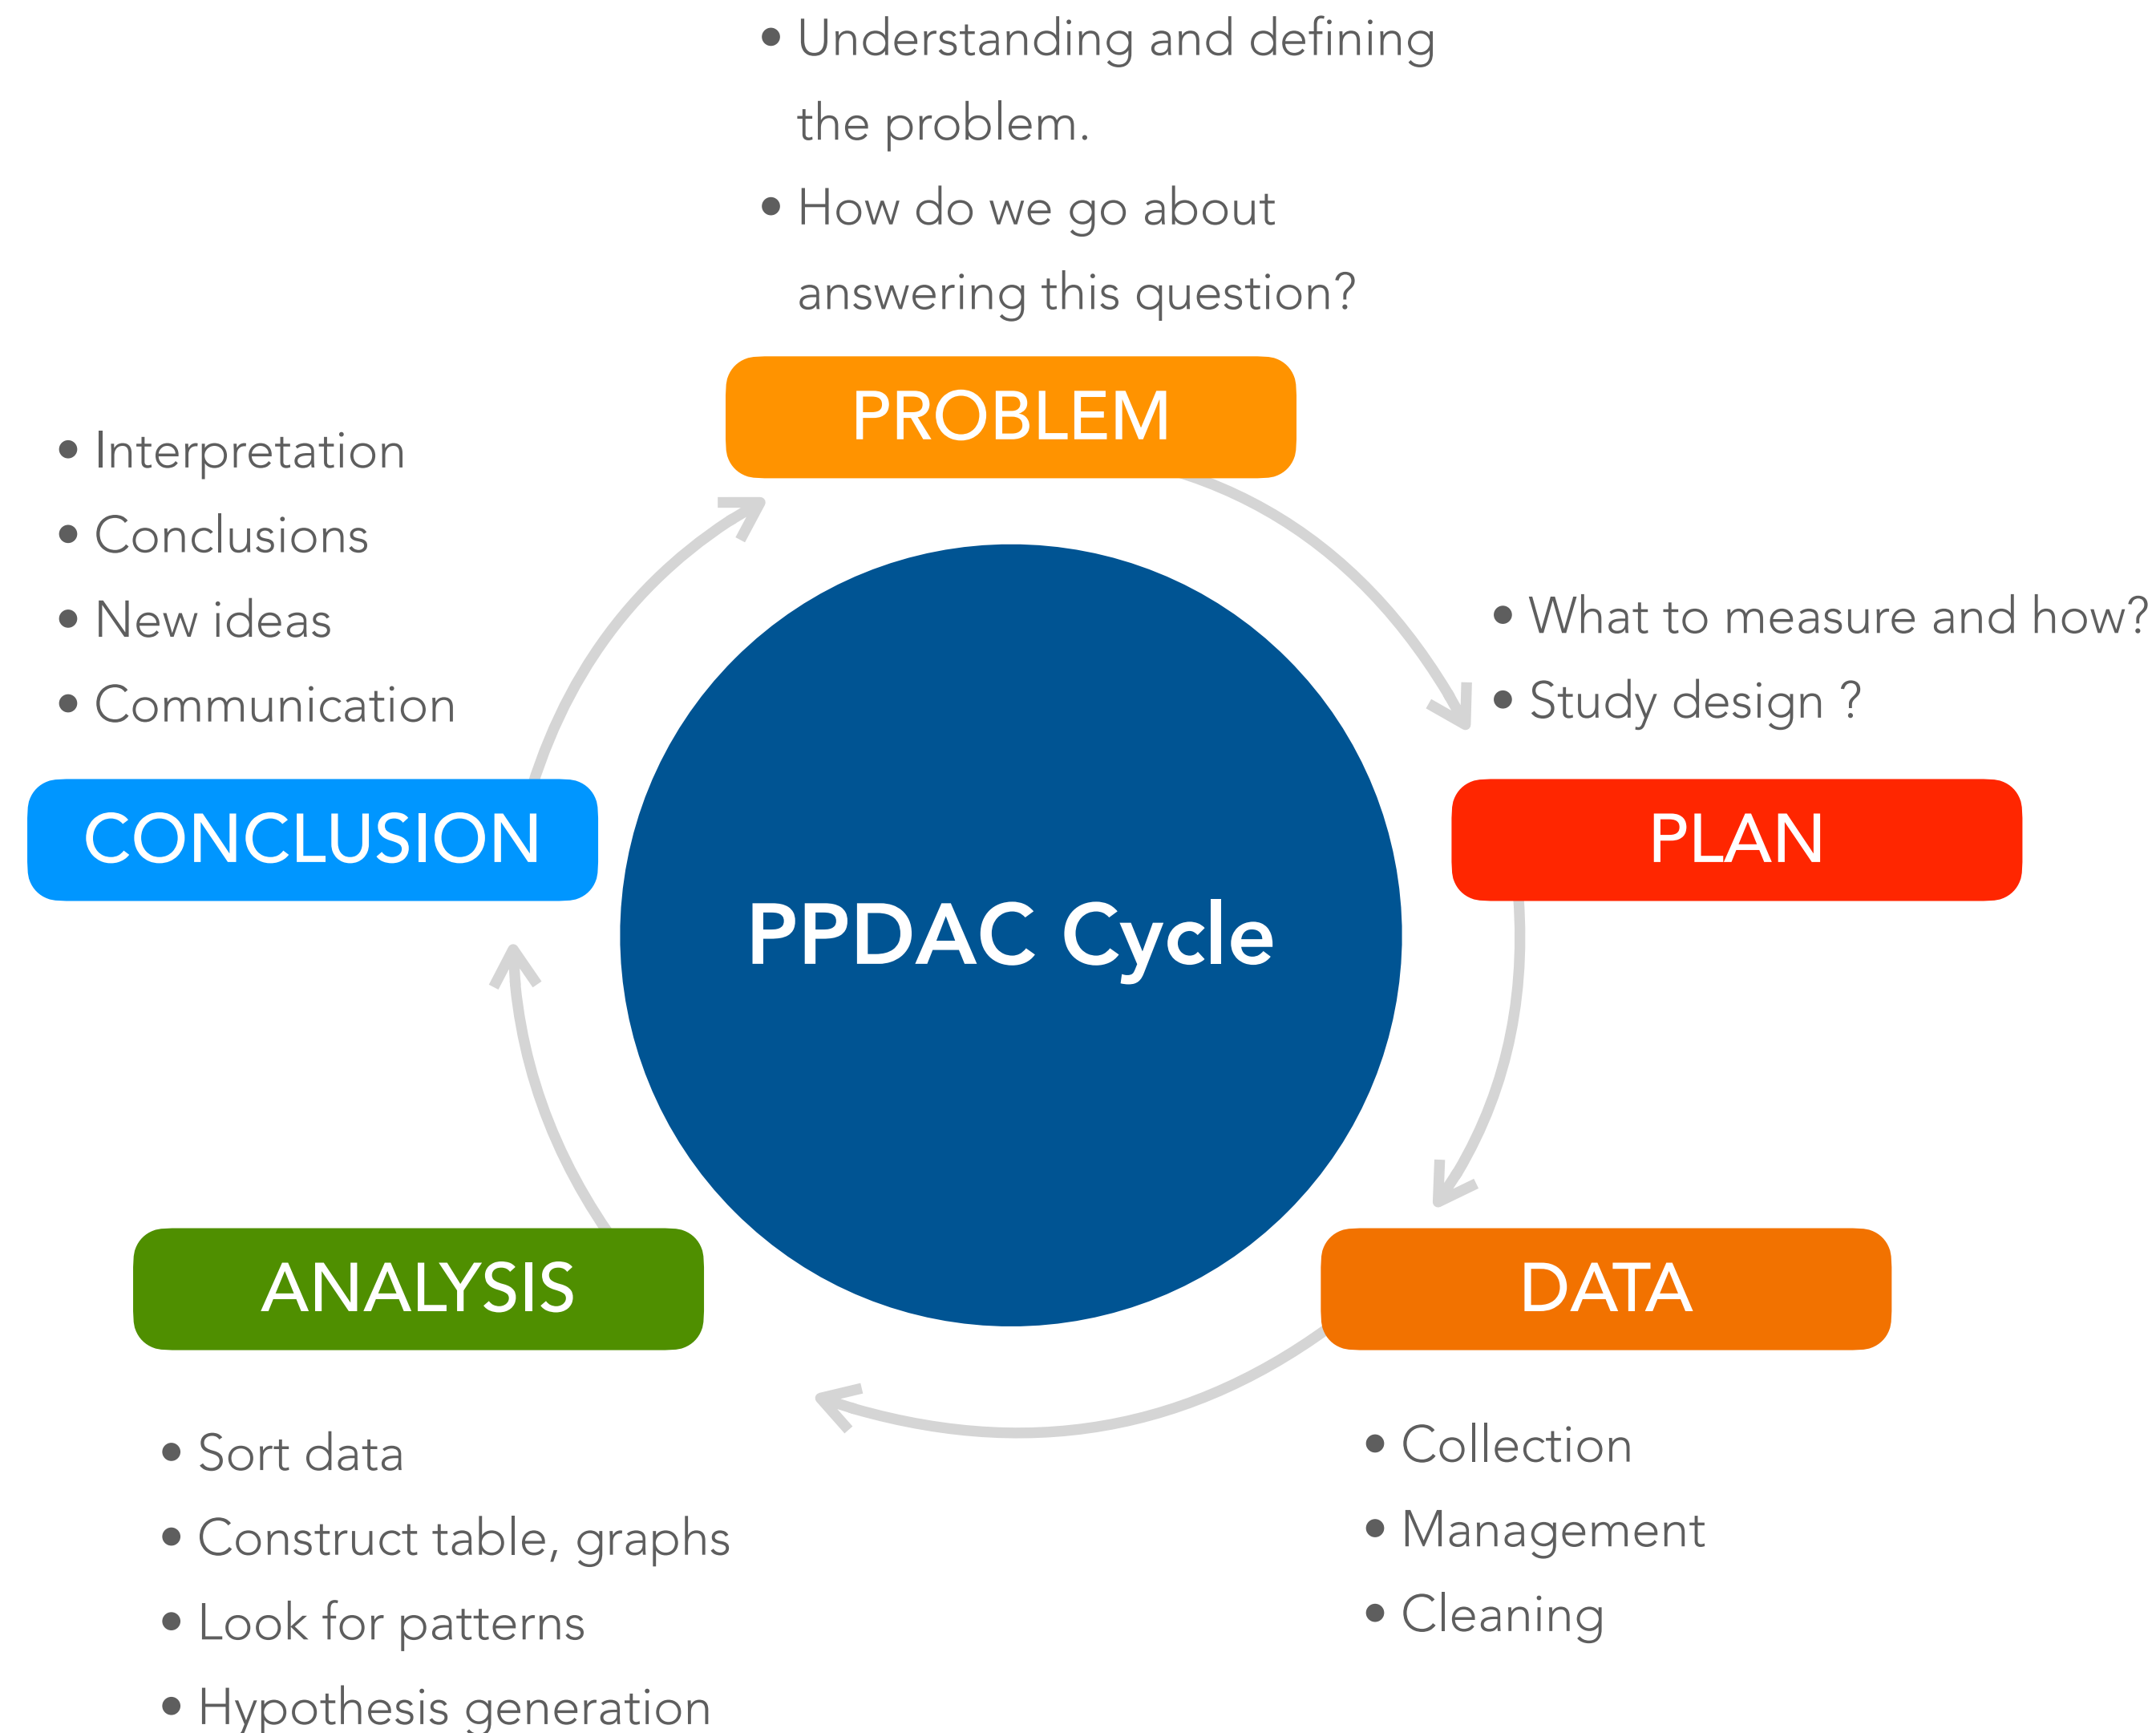 • Understanding and defining
the problem.
• How do we go about
answering this question?
PROBLEM
• Interpretation
• Conclusions
• New ideas
• Communication
CONCLUSION
• What to measure and how?
• Study design ?
PLAN
PPDAC Cycle
ANALYSIS
• Sort data
• Construct table, graphs
• Look for patterns
• Hypothesis generation
DATA
• Collection
• Management
• Cleaning